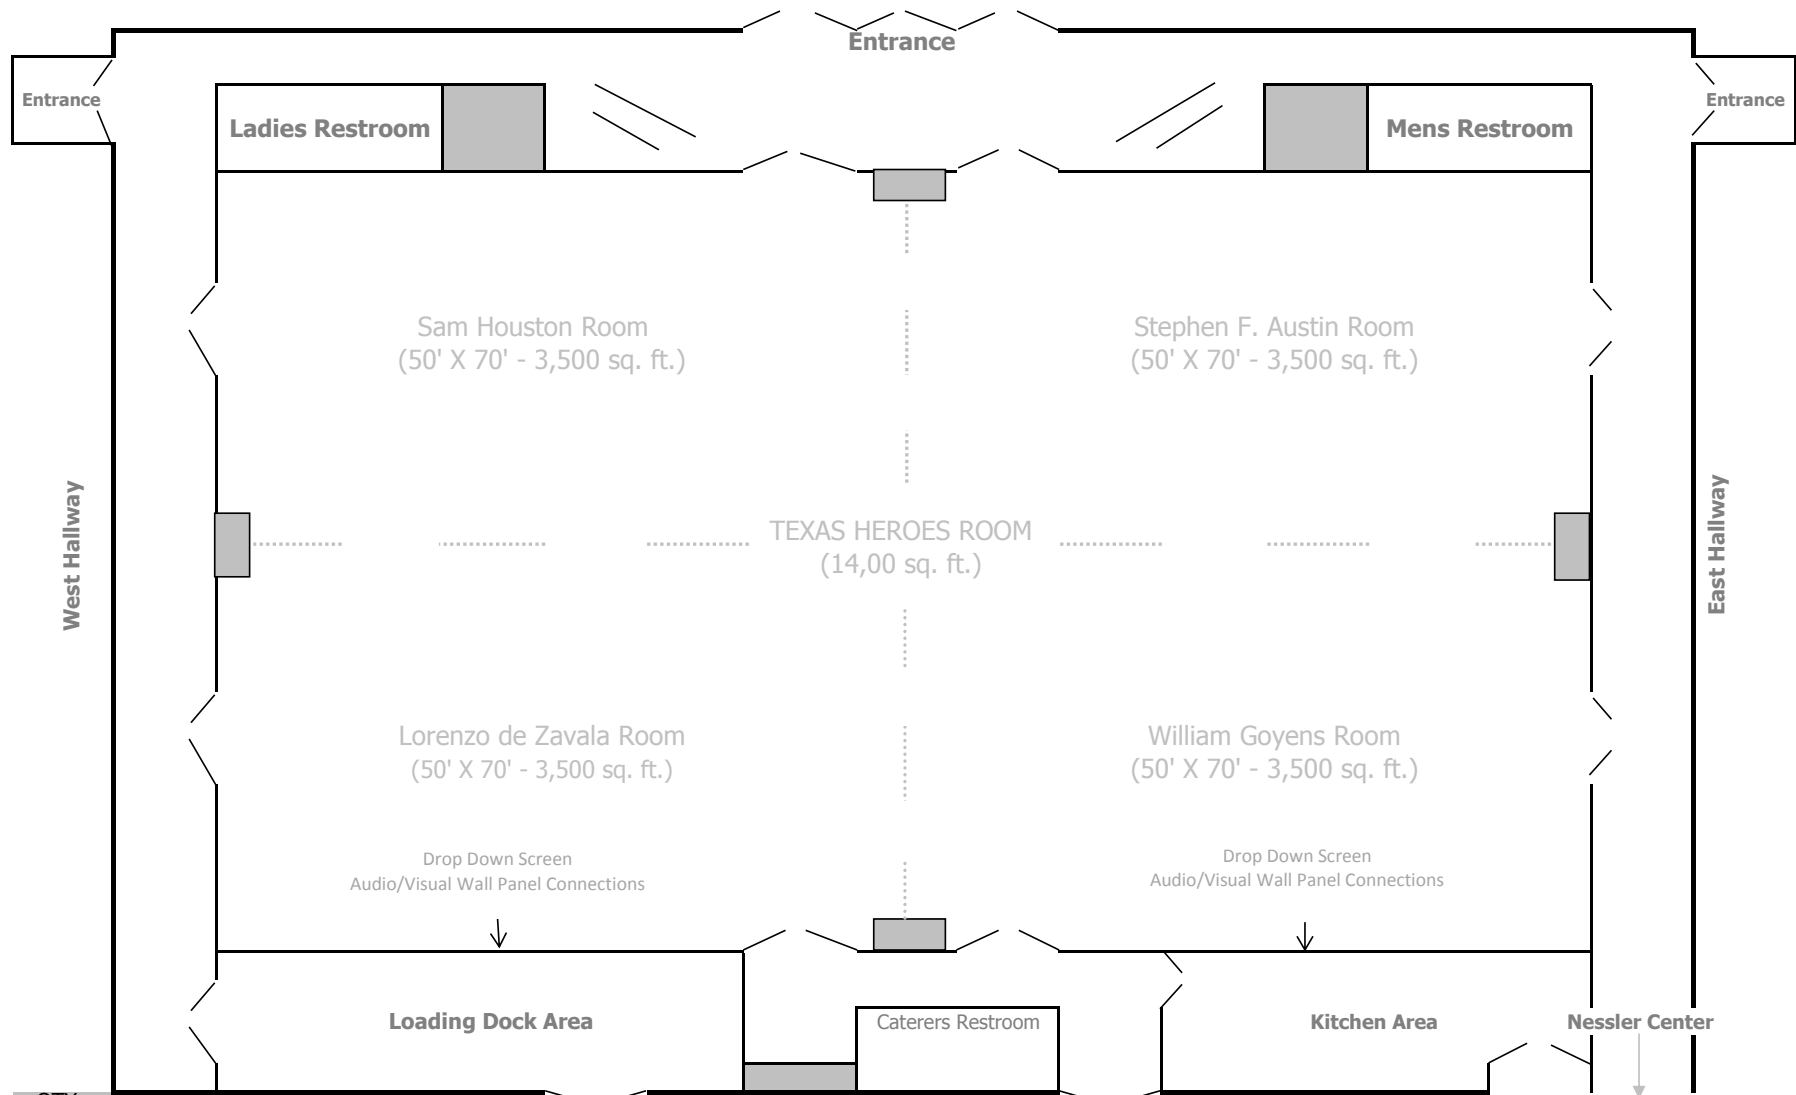 Entrance
Entrance
Entrance
Ladies Restroom
Mens Restroom
Sam Houston Room
(50' X 70' - 3,500 sq. ft.)
Stephen F. Austin Room
(50' X 70' - 3,500 sq. ft.)
West Hallway
TEXAS HEROES ROOM
(14,00 sq. ft.)
East Hallway
Lorenzo de Zavala Room
(50' X 70' - 3,500 sq. ft.)
William Goyens Room
(50' X 70' - 3,500 sq. ft.)
Drop Down Screen
Audio/Visual Wall Panel Connections
Drop Down Screen
Audio/Visual Wall Panel Connections
Loading Dock Area
Caterers Restroom
Kitchen Area
Nessler Center